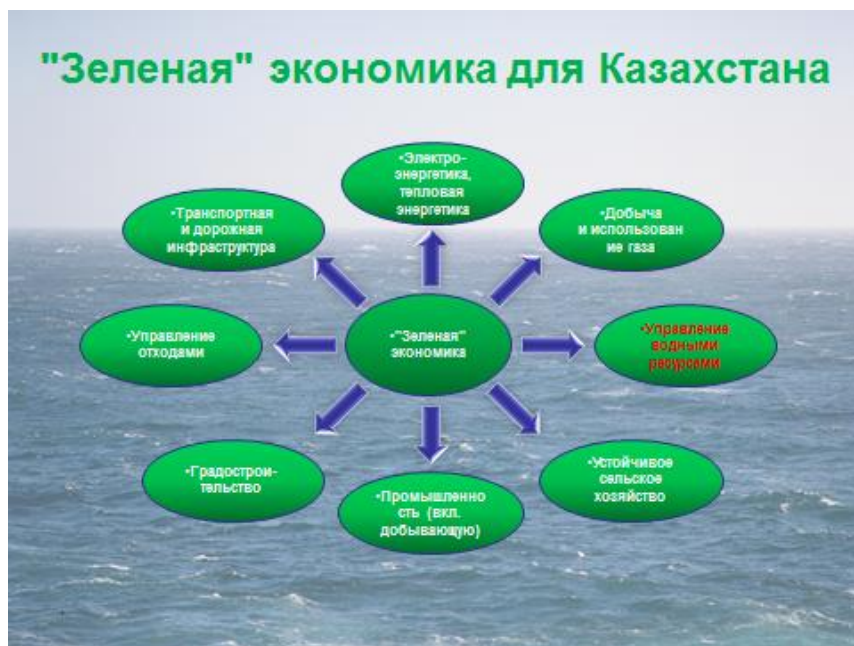 "Зеленая" экономика для Казахстана
•Электро-
энергетика,
тепловая
энергетика
•Транспортная
и дорожная
инфраструктура
•Добыча
и использован
ие газа
•Управление
отходами
•"Зеленая"
экономика
•Управление
водными
ресурсами
•Градострои-
тельство
•Промышленно
сть (вкл.
добывающую)
•Устойчивое
сельское
хозяйство